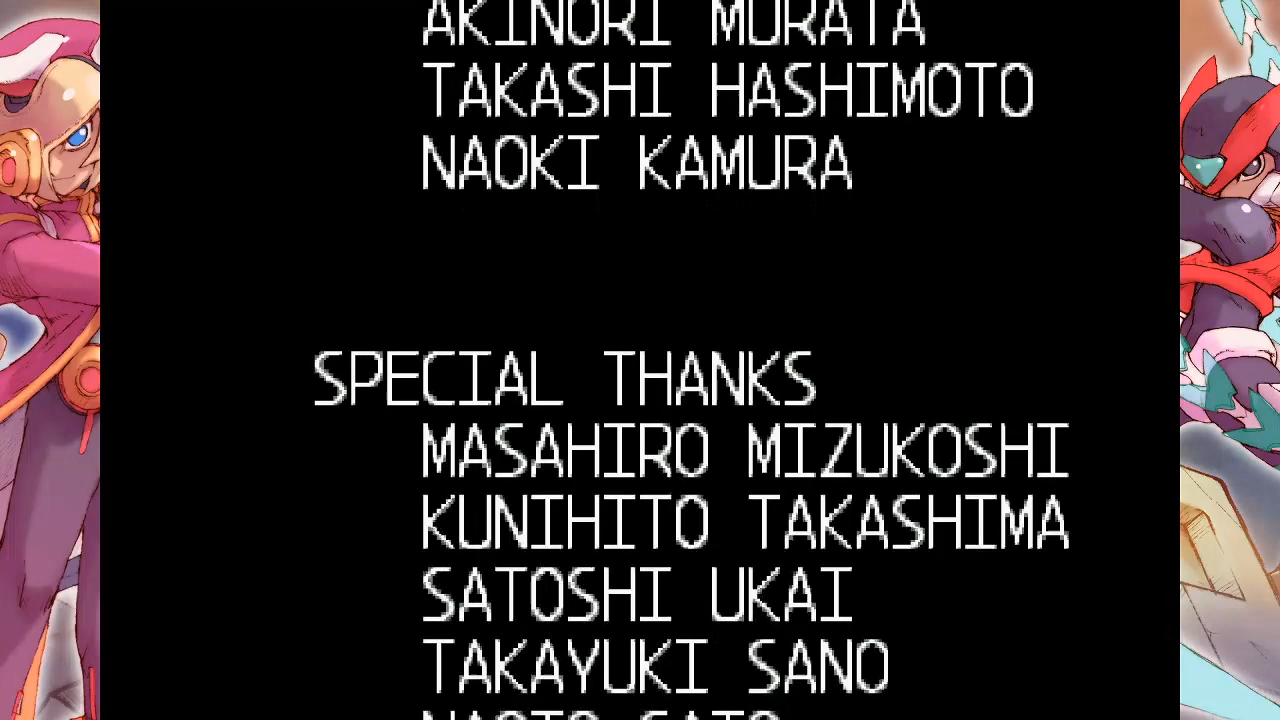 AKINORI MURATA
TAKASHI HASHIMOTO
NAOKI KAMURA
SPECIAL THANKS
MASAHIRO MIZUKOSHI
KUNIHITO TAKASHIMA
SATOSHI UKAI
TAKAYUKI SANO